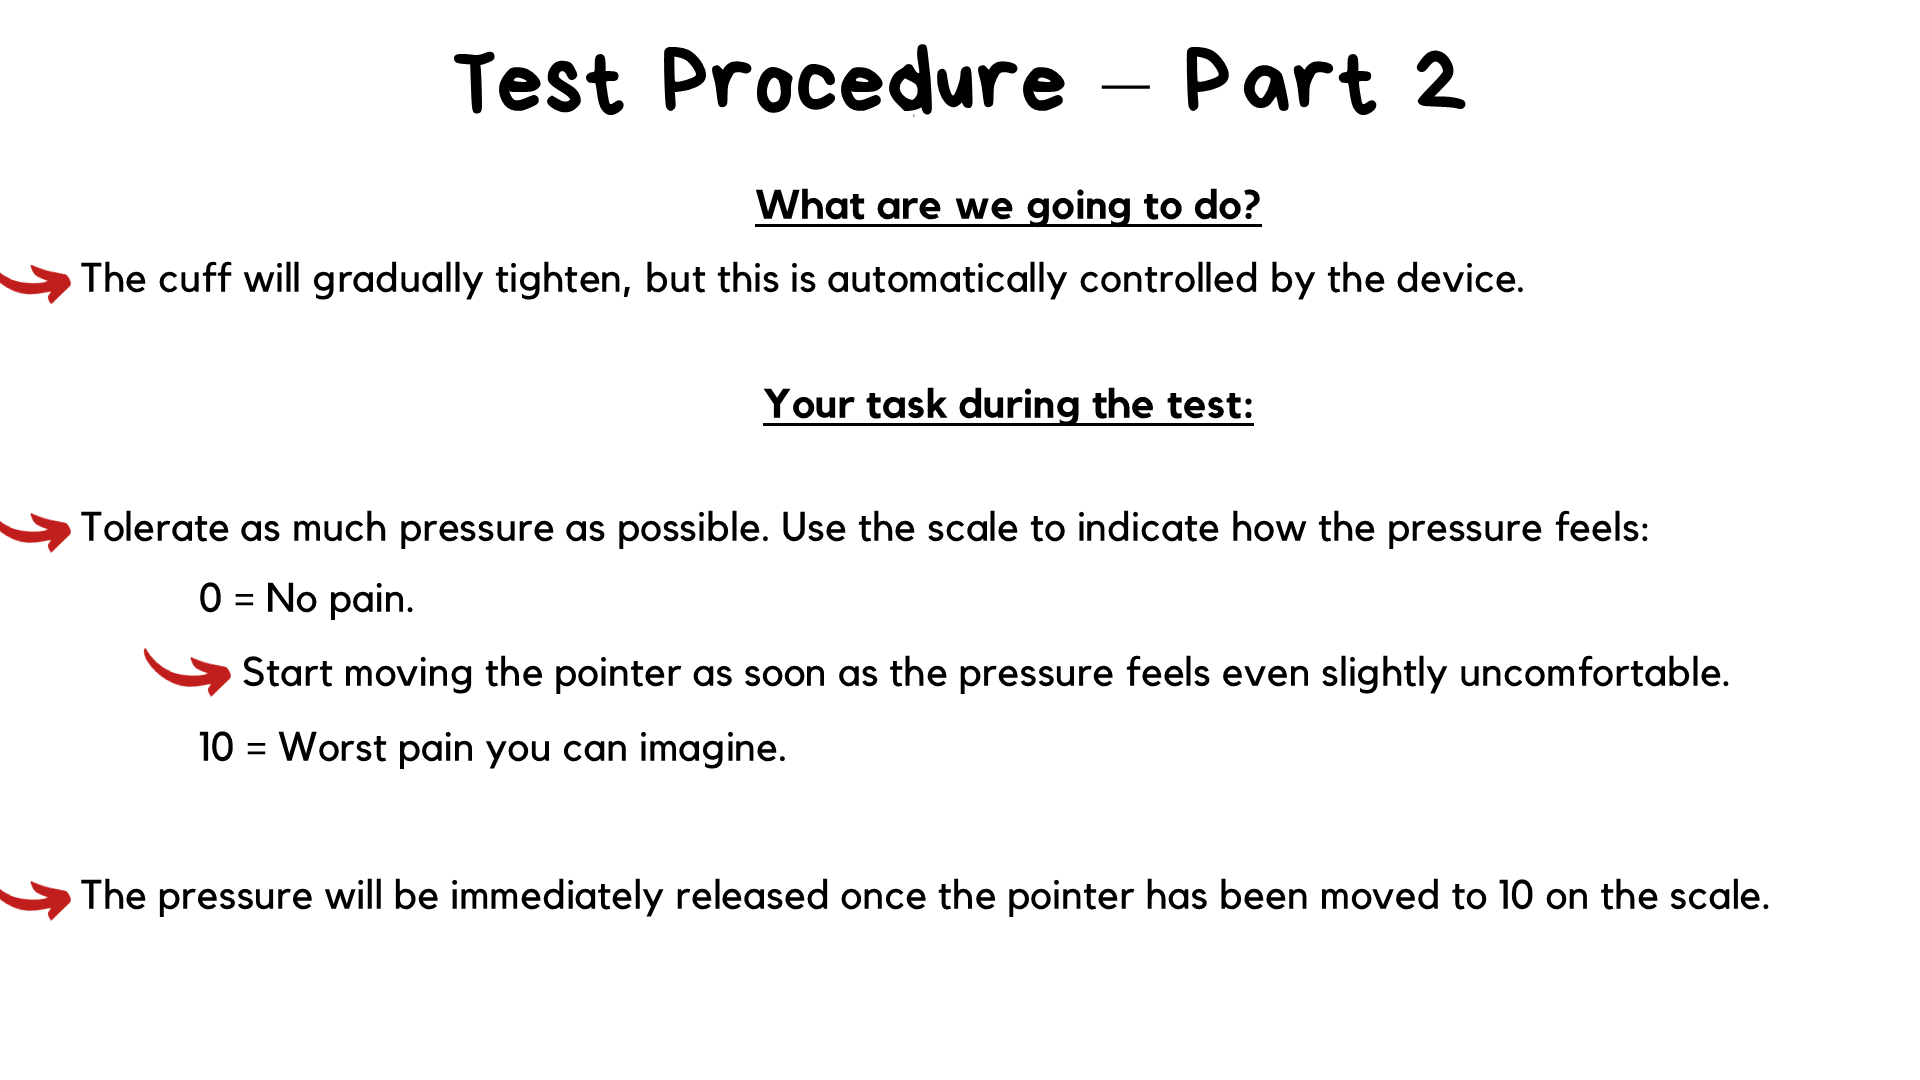 Test Procedure – Part 2
What are we going to do?
The cuff will gradually tighten, but this is automatically controlled by the device.
Your task during the test:
Tolerate as much pressure as possible. Use the scale to indicate how the pressure feels:
0 = No pain.
Start moving the pointer as soon as the pressure feels even slightly uncomfortable.
10 = Worst pain you can imagine.
The pressure will be immediately released once the pointer has been moved to 10 on the scale.